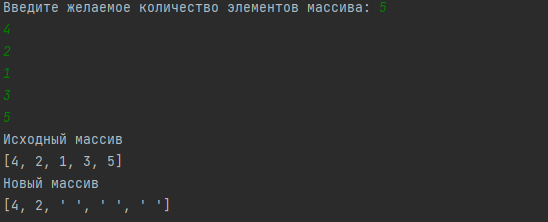 Введите желаемое количество элементов массива: 5
4
2
1
3
5
Исходный массив
[4, 2, 1, 3, 5]
Новый массив
[4, 2, ' ', ' ', ' ']